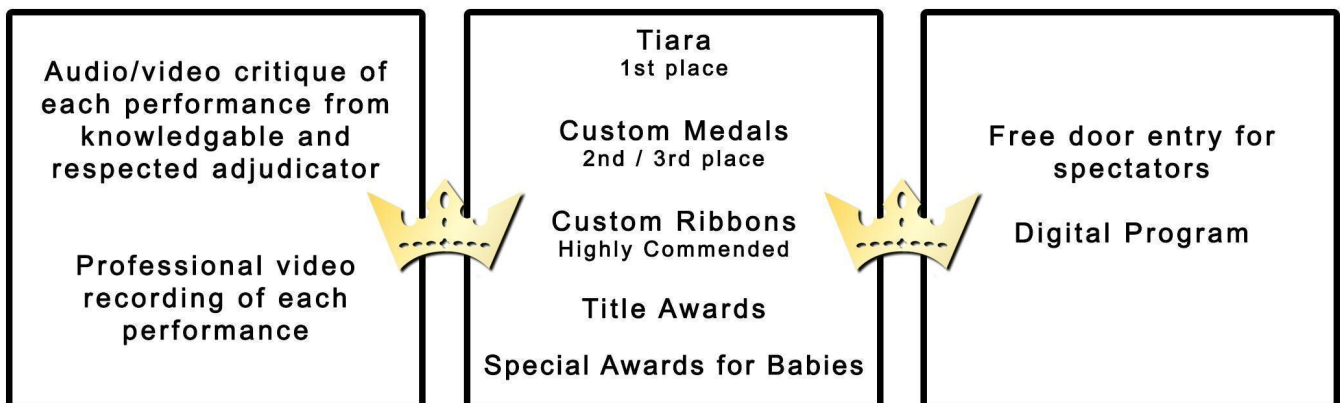 Audio/video critique of
each performance from
knowledgable and
respected adjudicator
Professional video
recording of each
performance
Tiara
1st place
Custom Medals
2nd / 3rd place
Custom Ribbons
Highly Commended
Title Awards
Special Awards for Babies
Free door entry for
spectators
Digital Program